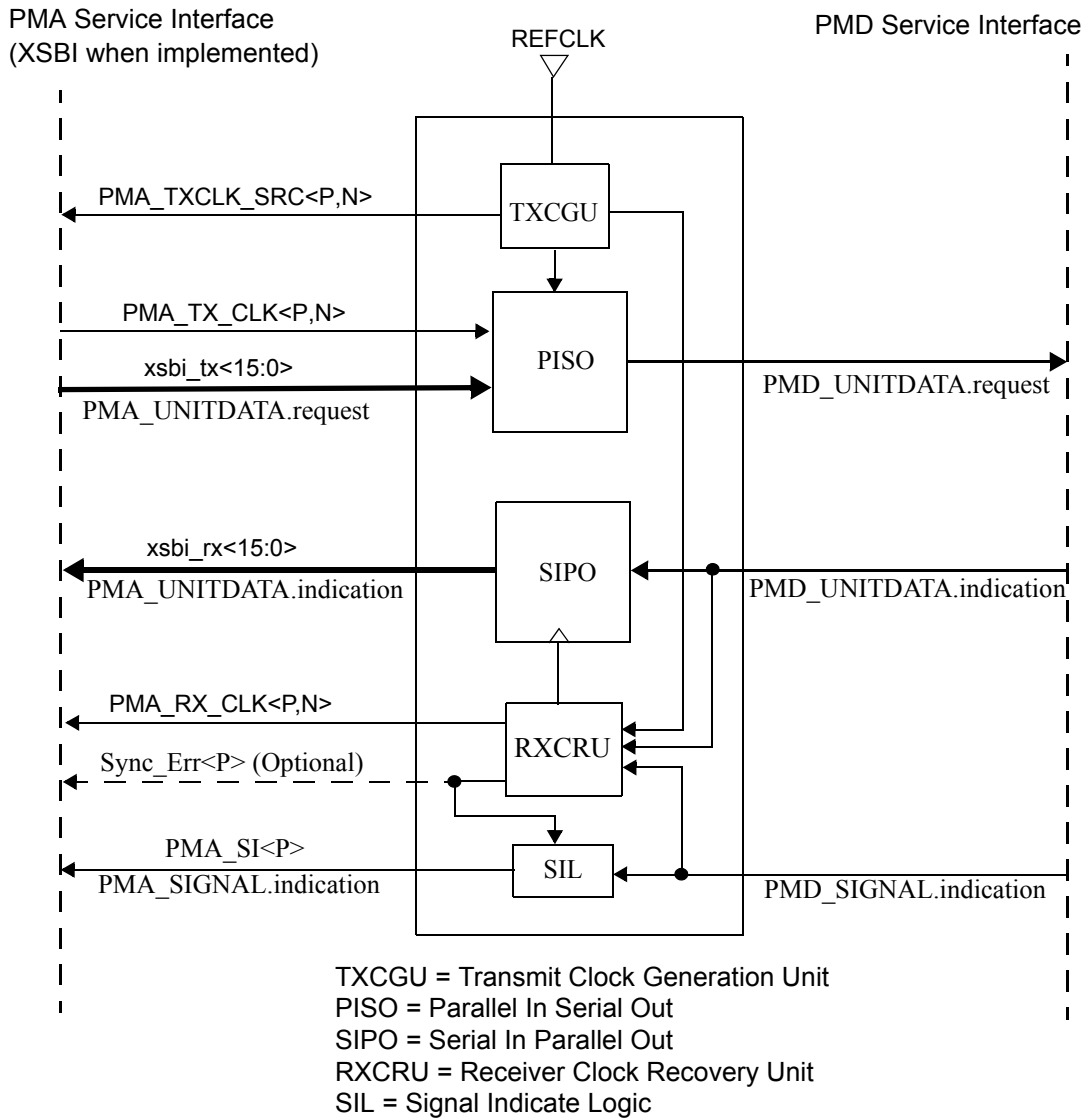 PMA Service Interface
(XSBI when implemented)
REFCLK
PMD Service Interface
PMA_TXCLK_SRC<P,N>
TXCGU
PMA_TX_CLK<P,N>
xsbi_tx<15:0>
PMA_UNITDATA.request
PISO
PMD_UNITDATA.request
xsbi_rx<15:0>
PMA_UNITDATA.indication
SIPO
PMD_UNITDATA.indication
PMA_RX_CLK<P,N>
RXCRU
Sync_Err<P> (Optional)
PMA_SI<P>
PMA_SIGNAL.indication
SIL
PMD_SIGNAL.indication
TXCGU = Transmit Clock Generation Unit
PISO = Parallel In Serial Out
SIPO = Serial In Parallel Out
RXCRU = Receiver Clock Recovery Unit
SIL = Signal Indicate Logic